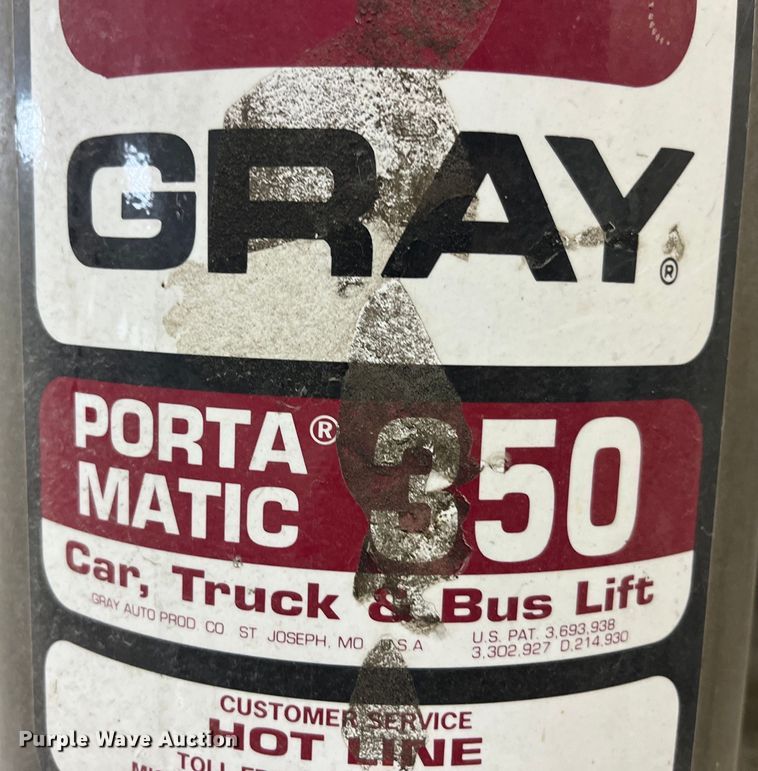 GRAY®
PORTA® 350
MATIC
Car, Truck & Bus Lift
GRAY AUTO PROD. CO. ST. JOSEPH, MO. U.S.A.
U.S. PAT. 3,693,938
3,302,927 D,214,930
CUSTOMER SERVICE
HOT LINE
TOLL
Purple Wave Auction